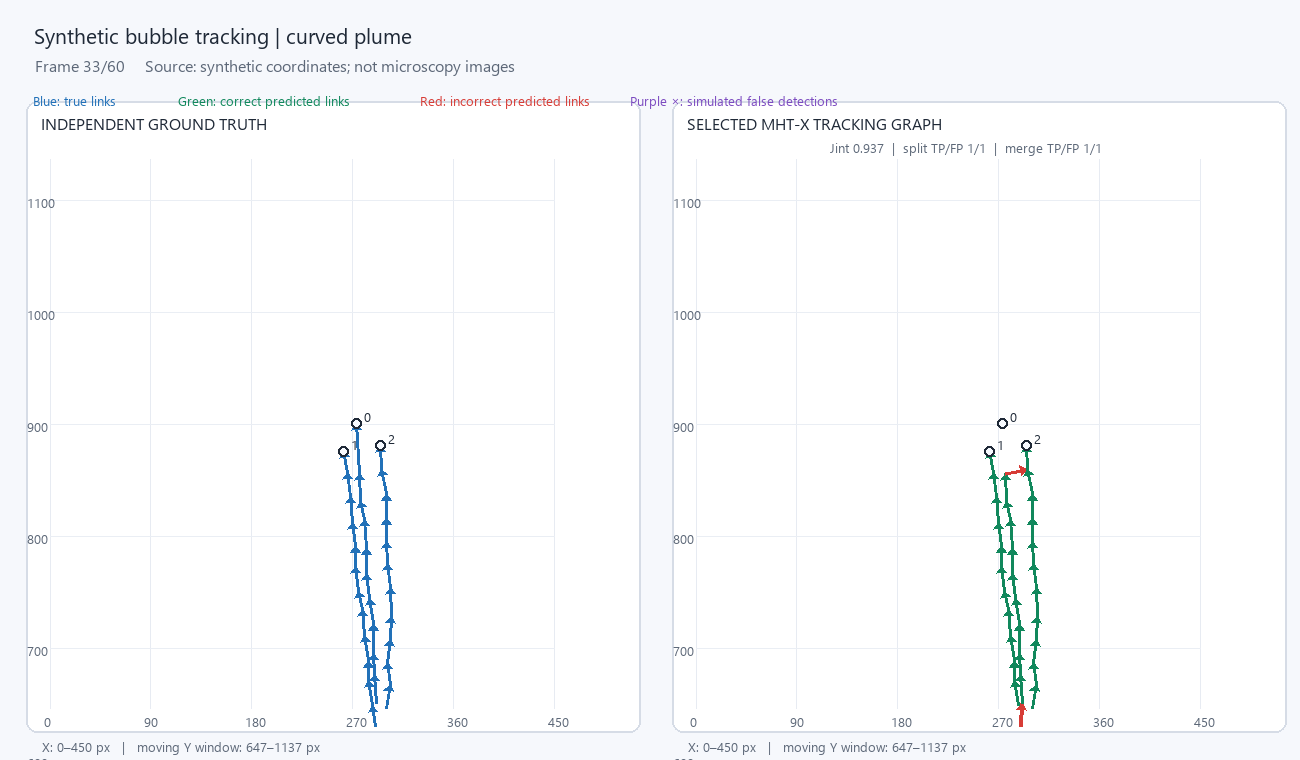 Synthetic bubble tracking | curved plume
Frame 33/60 Source: synthetic coordinates; not microscopy images
Blue: true links Green: correct predicted links Red: incorrect predicted links Purple ×: simulated false detections
INDEPENDENT GROUND TRUTH
1100
1000
900
800
700
0
1
2
0 90 180 270 360 450
X: 0–450 px | moving Y window: 647–1137 px
SELECTED MHT-X TRACKING GRAPH
Jint 0.937 | split TP/FP 1/1 | merge TP/FP 1/1
1100
1000
900
800
700
0
1
2
0 90 180 270 360 450
X: 0–450 px | moving Y window: 647–1137 px